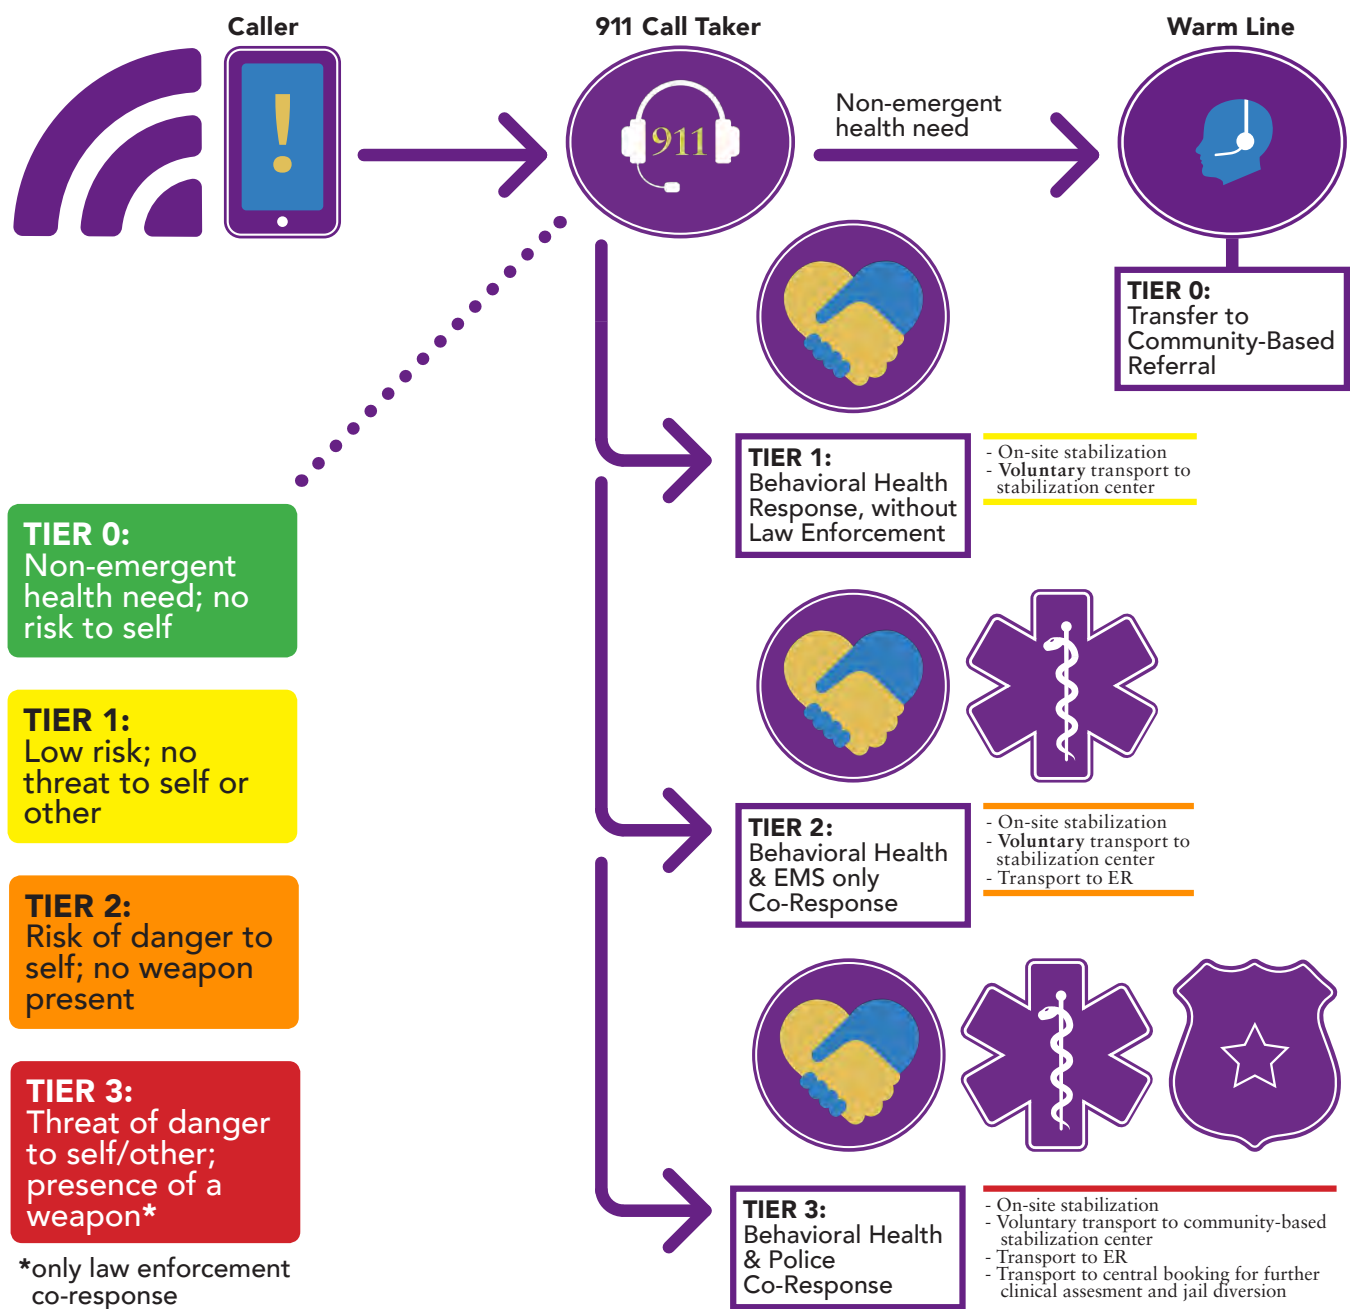 Caller
911 Call Taker
Warm Line
!
911
Non-emergent
health need
TIER 0:
Transfer to
Community-Based
Referral
TIER 1:
Behavioral Health
Response, without
Law Enforcement
- On-site stabilization
- Voluntary transport to
stabilization center
TIER 0:
Non-emergent
health need; no
risk to self
TIER 1:
Low risk; no
threat to self or
other
TIER 2:
Behavioral Health
& EMS only
Co-Response
- On-site stabilization
- Voluntary transport to
stabilization center
- Transport to ER
TIER 2:
Risk of danger to
self; no weapon
present
TIER 3:
Threat of danger
to self/other;
presence of a
weapon*
*only law enforcement
co-response
TIER 3:
Behavioral Health
& Police
Co-Response
- On-site stabilization
- Voluntary transport to community-based
stabilization center
- Transport to ER
- Transport to central booking for further
clinical assesment and jail diversion